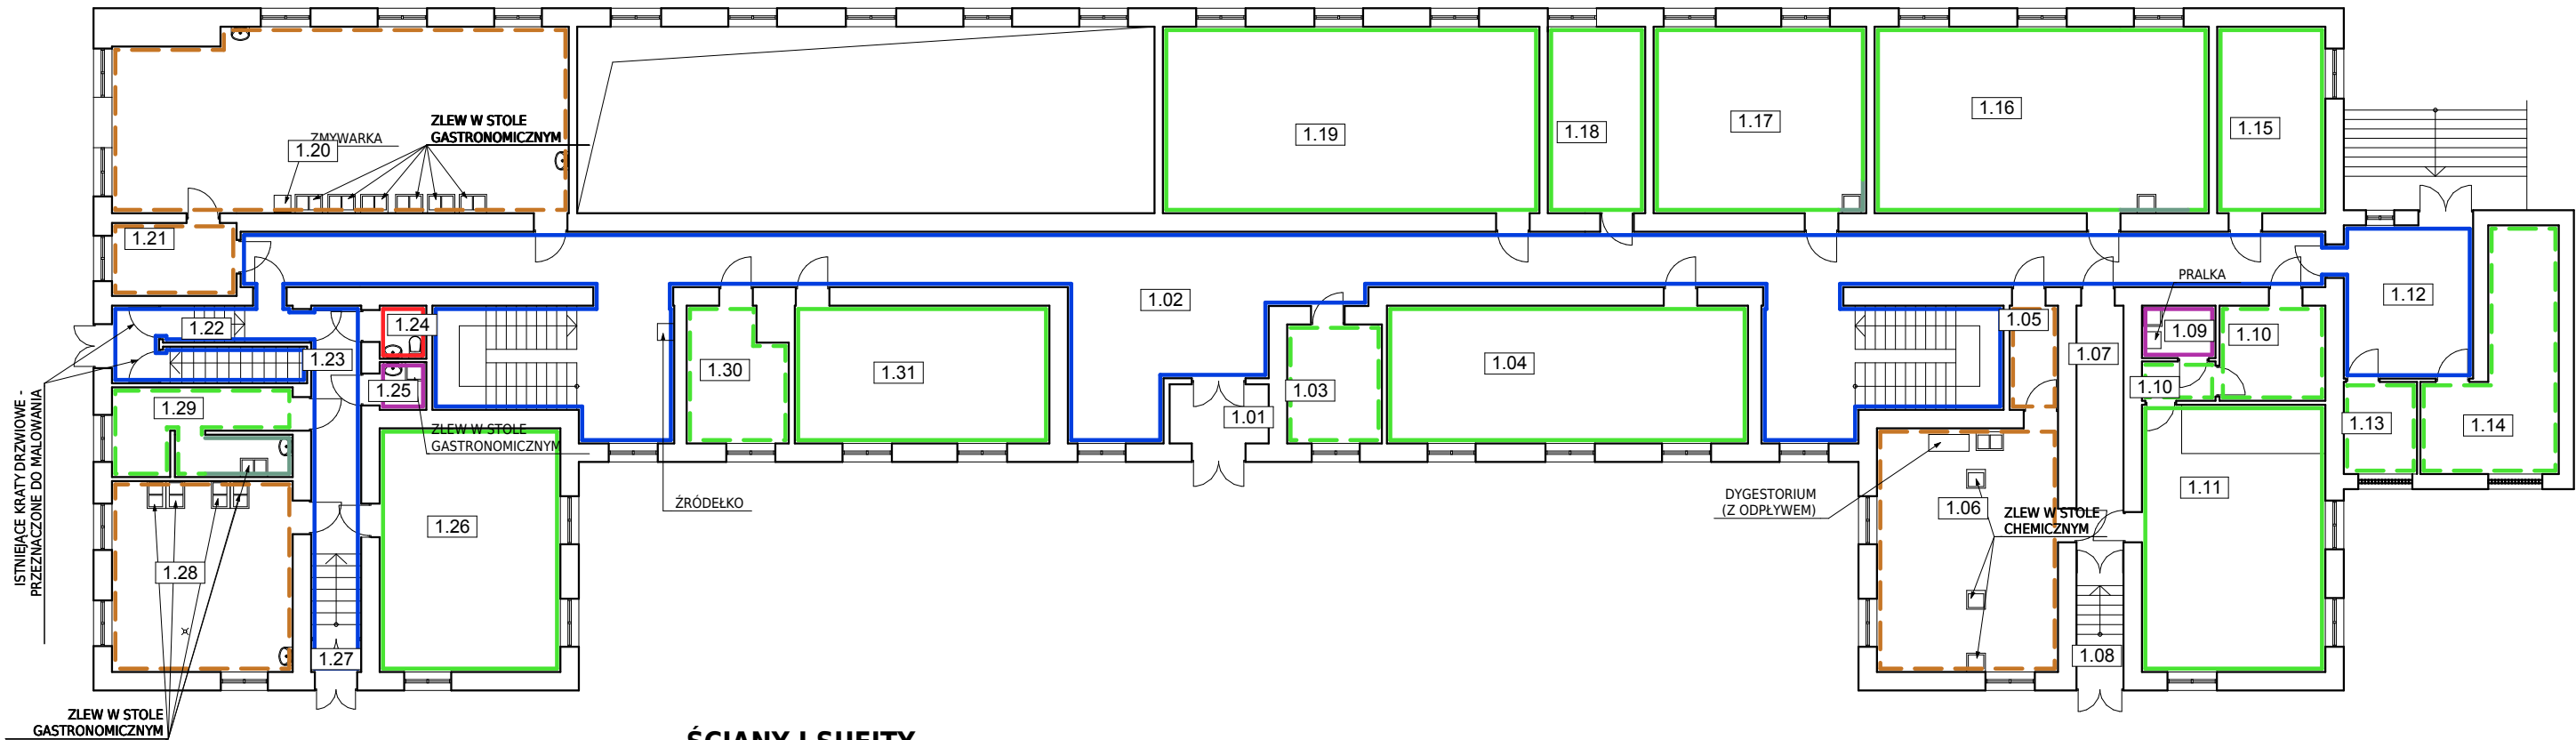 ZMYWARKA
1.20
ZLEW W STOLE
GASTRONOMICZNYM
1.19
1.18
1.17
1.16
1.15
1.21
1.22
1.23
1.24
1.25
1.02
1.30
1.31
1.03
1.01
1.04
1.05
1.07
PRALKA
1.09
1.10
1.10
1.12
1.13
1.14
ISTNIEJĄCE KRATY DRZWIOWE -
PRZEZNACZONE DO MALOWANIA
1.29
ZLEW W STOLE
GASTRONOMICZNYM
ŹRÓDEŁKO
1.26
1.28
1.27
DYGESTORIUM
(Z ODPŁYWEM)
1.06
ZLEW W STOLE
CHEMICZNYM
1.11
1.08
ZLEW W STOLE
GASTRONOMICZNYM
ŚCIANY I SUFITY